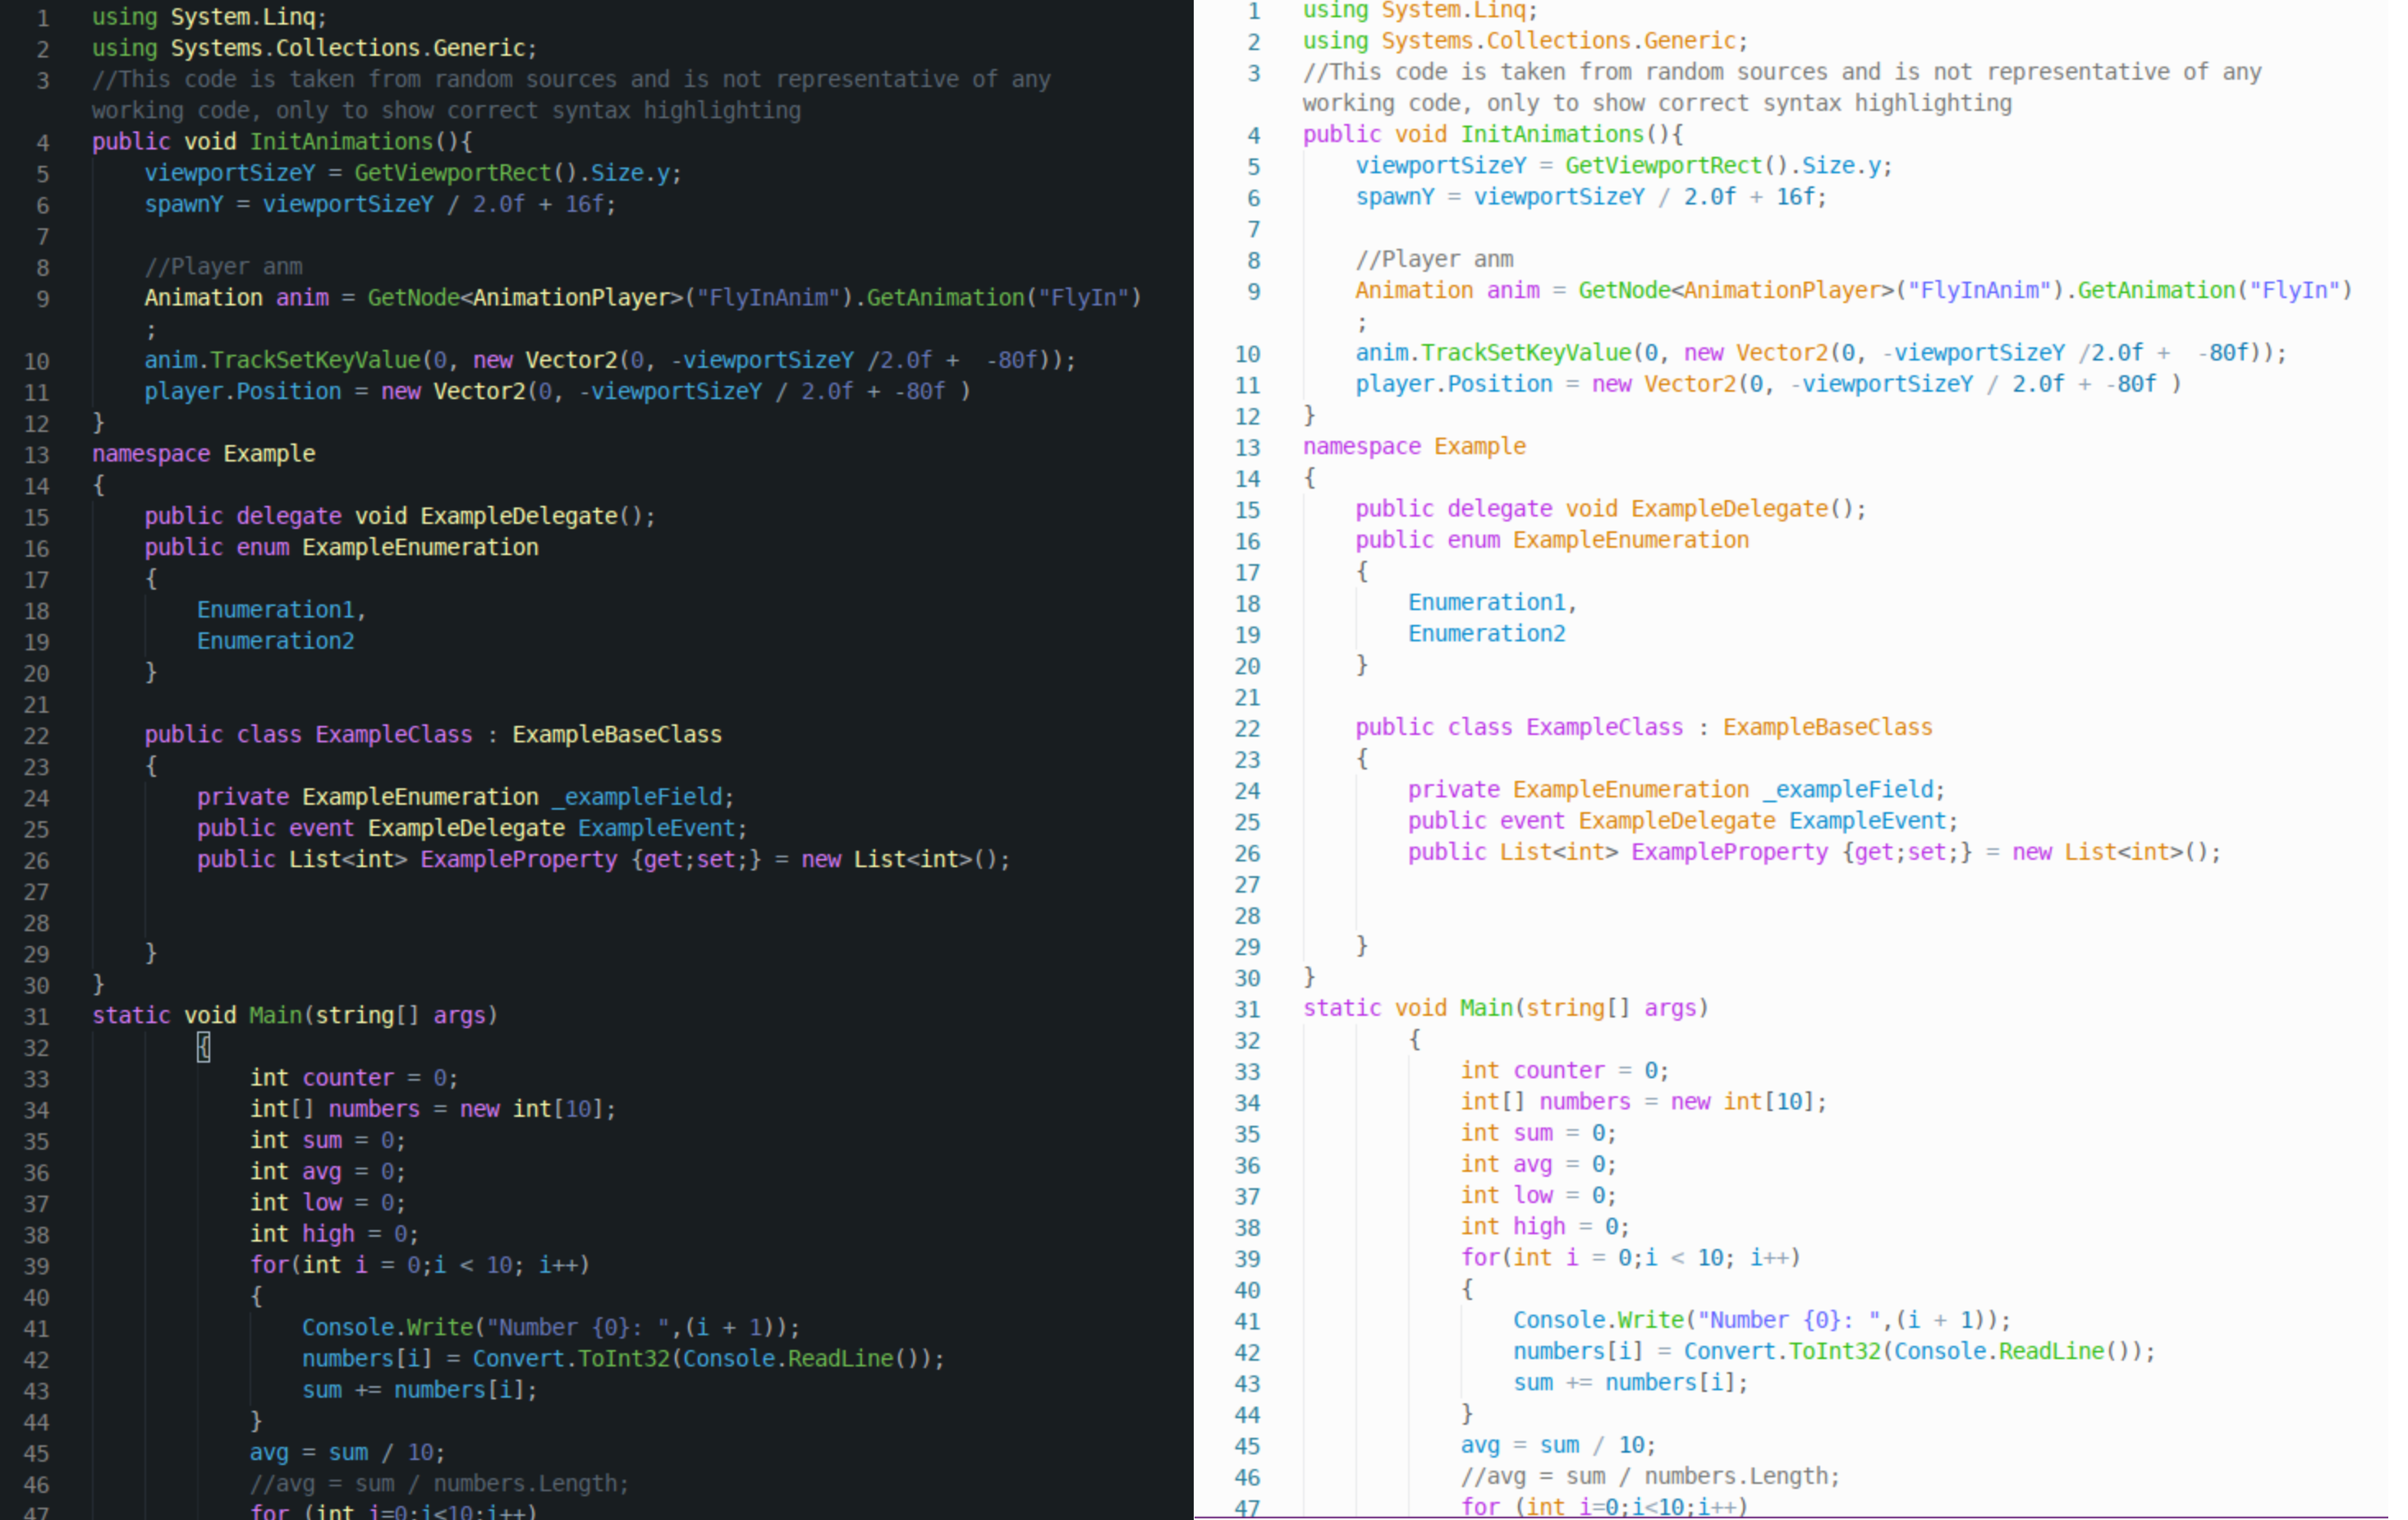 1 using System.Linq;
2 using Systems.Collections.Generic;
3 //This code is taken from random sources and is not representative of any
working code, only to show correct syntax highlighting
4 public void InitAnimations(){
5 viewportSizeY = GetViewportRect().Size.y;
6 spawnY = viewportSizeY / 2.0f + 16f;
7
8 //Player anm
9 Animation anim = GetNode<AnimationPlayer>("FlyInAnim").GetAnimation("FlyIn")
;
10 anim.TrackSetKeyValue(0, new Vector2(0, -viewportSizeY /2.0f +  -80f));
11 player.Position = new Vector2(0, -viewportSizeY / 2.0f + -80f )
12 }
13 namespace Example
14 {
15 public delegate void ExampleDelegate();
16 public enum ExampleEnumeration
17 {
18 Enumeration1,
19 Enumeration2
20 }
21
22 public class ExampleClass : ExampleBaseClass
23 {
24 private ExampleEnumeration _exampleField;
25 public event ExampleDelegate ExampleEvent;
26 public List<int> ExampleProperty {get;set;} = new List<int>();
27
28
29 }
30 }
31 static void Main(string[] args)
32 {
33 int counter = 0;
34 int[] numbers = new int[10];
35 int sum = 0;
36 int avg = 0;
37 int low = 0;
38 int high = 0;
39 for(int i = 0;i < 10; i++)
40 {
41 Console.Write("Number {0}: ",(i + 1));
42 numbers[i] = Convert.ToInt32(Console.ReadLine());
43 sum += numbers[i];
44 }
45 avg = sum / 10;
46 //avg = sum / numbers.Length;
47 for (int i=0;i<10;i++)
1 using System.Linq;
2 using Systems.Collections.Generic;
3 //This code is taken from random sources and is not representative of any
working code, only to show correct syntax highlighting
4 public void InitAnimations(){
5 viewportSizeY = GetViewportRect().Size.y;
6 spawnY = viewportSizeY / 2.0f + 16f;
7
8 //Player anm
9 Animation anim = GetNode<AnimationPlayer>("FlyInAnim").GetAnimation("FlyIn")
;
10 anim.TrackSetKeyValue(0, new Vector2(0, -viewportSizeY /2.0f +  -80f));
11 player.Position = new Vector2(0, -viewportSizeY / 2.0f + -80f )
12 }
13 namespace Example
14 {
15 public delegate void ExampleDelegate();
16 public enum ExampleEnumeration
17 {
18 Enumeration1,
19 Enumeration2
20 }
21
22 public class ExampleClass : ExampleBaseClass
23 {
24 private ExampleEnumeration _exampleField;
25 public event ExampleDelegate ExampleEvent;
26 public List<int> ExampleProperty {get;set;} = new List<int>();
27
28
29 }
30 }
31 static void Main(string[] args)
32 {
33 int counter = 0;
34 int[] numbers = new int[10];
35 int sum = 0;
36 int avg = 0;
37 int low = 0;
38 int high = 0;
39 for(int i = 0;i < 10; i++)
40 {
41 Console.Write("Number {0}: ",(i + 1));
42 numbers[i] = Convert.ToInt32(Console.ReadLine());
43 sum += numbers[i];
44 }
45 avg = sum / 10;
46 //avg = sum / numbers.Length;
47 for (int i=0;i<10;i++)